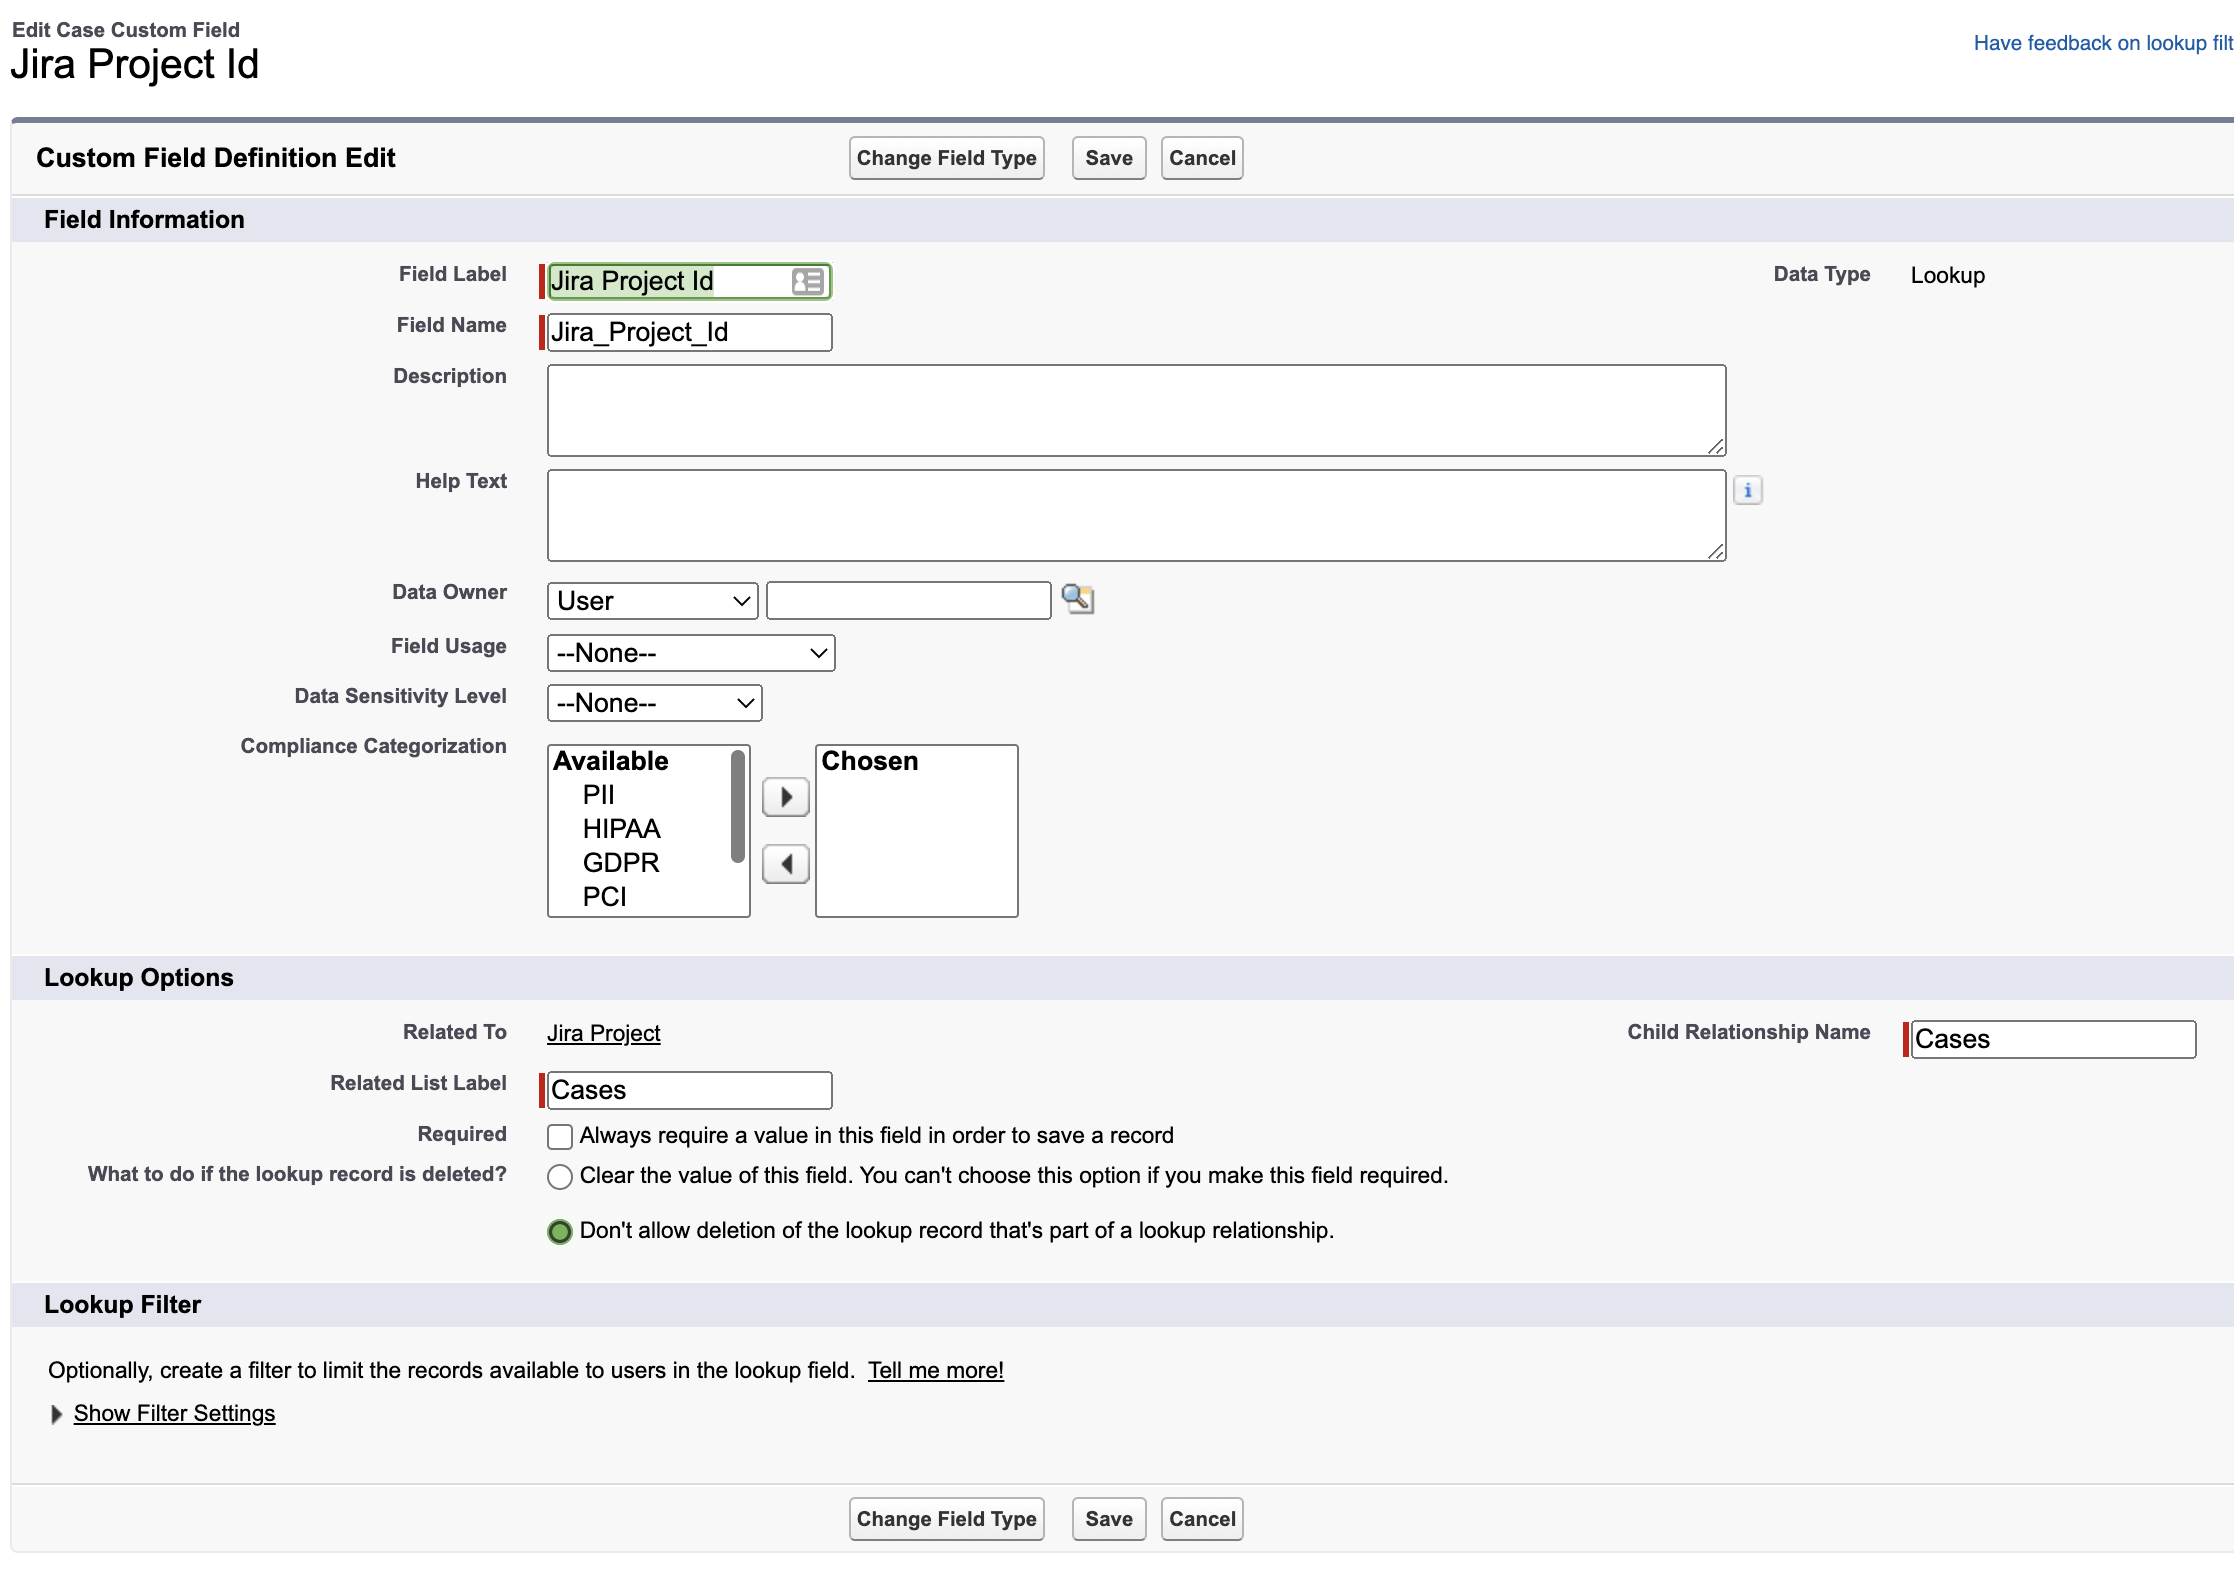 Edit Case Custom Field
Jira Project Id
Have feedback on lookup filt
Custom Field Definition Edit
Change Field Type
Save
Cancel
Field Information
Field Label
Jira Project Id
Data Type
Lookup
Field Name
Jira_Project_Id
Description
Help Text
i
Data Owner
User
Field Usage
--None--
Data Sensitivity Level
--None--
Compliance Categorization
Available
PII
HIPAA
GDPR
PCI
Chosen
Lookup Options
Related To
Jira Project
Child Relationship Name
Cases
Related List Label
Cases
Required
Always require a value in this field in order to save a record
What to do if the lookup record is deleted?
Clear the value of this field. You can't choose this option if you make this field required.
Don't allow deletion of the lookup record that's part of a lookup relationship.
Lookup Filter
Optionally, create a filter to limit the records available to users in the lookup field. Tell me more!
Show Filter Settings
Change Field Type
Save
Cancel